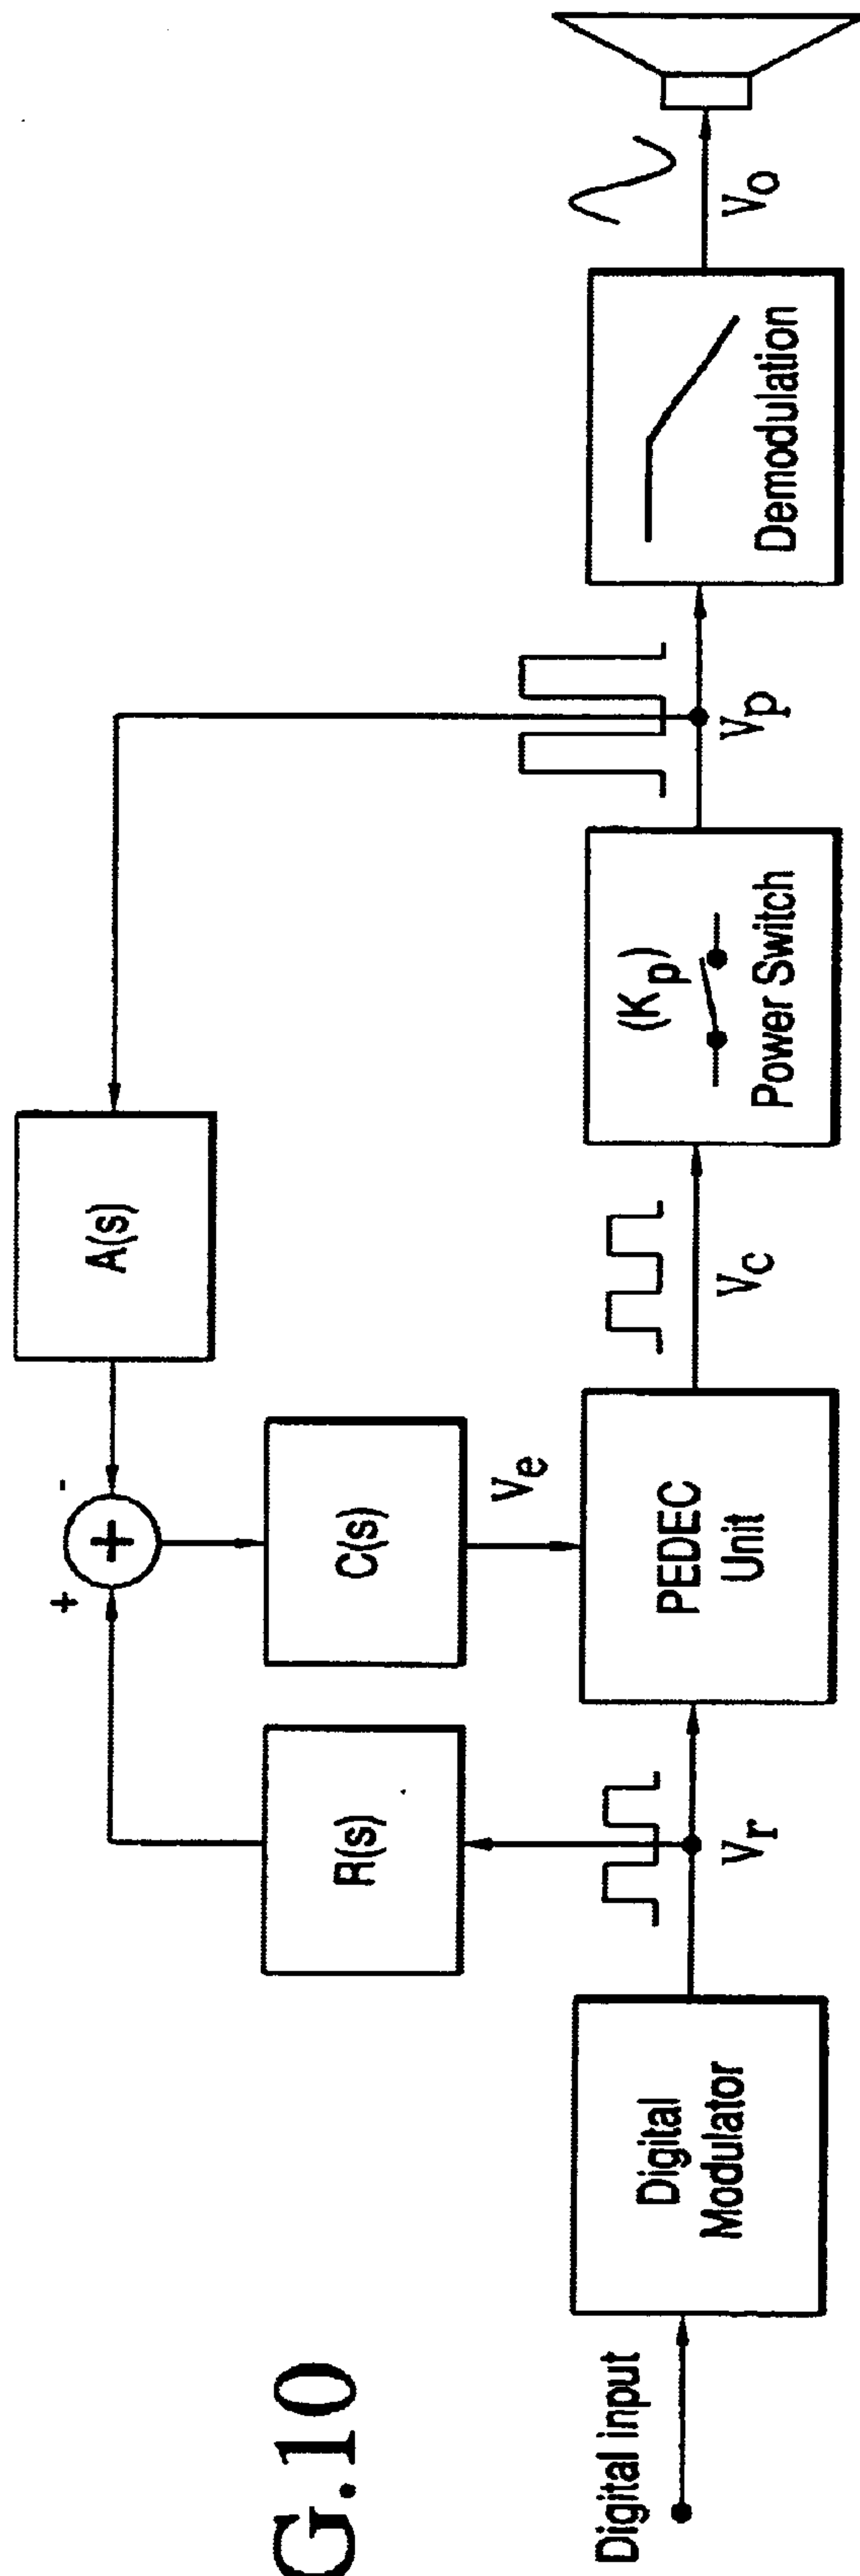 G.10
Digital input
Digital
Modulator
Vr
R(s)
+
-
+
C(s)
A(s)
Ve
PEDEC
Unit
Vc
(Kp)
Power Switch
Vp
Demodulation
Vo